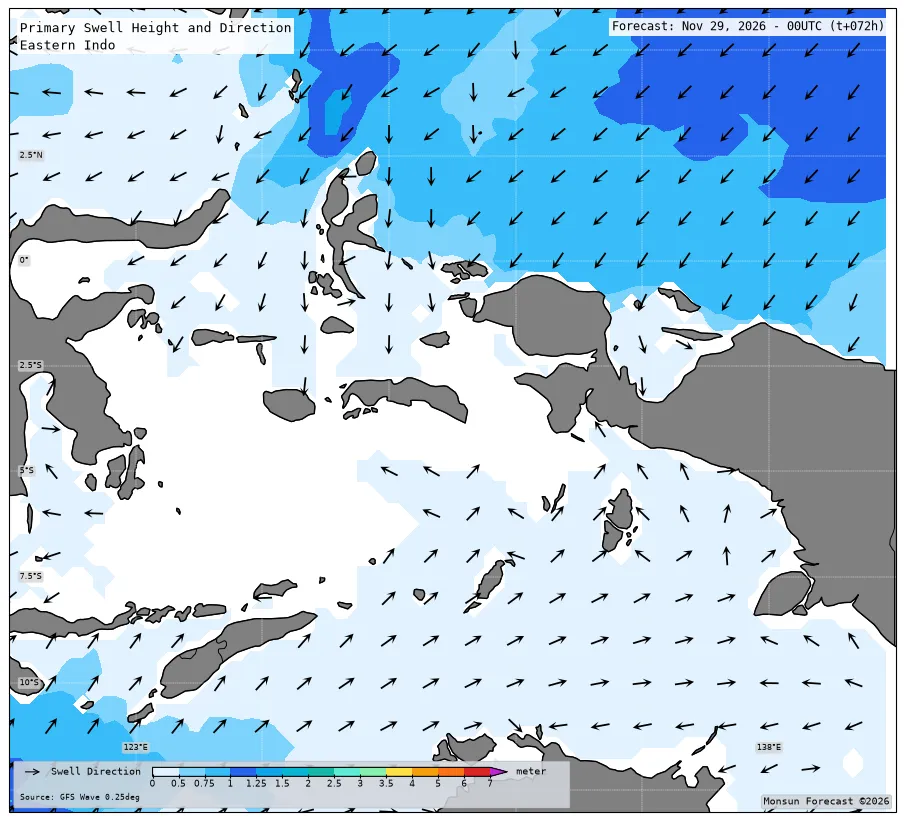 Primary Swell Height and Direction
Eastern Indo
Forecast: Nov 29, 2026 - 00UTC (t+072h)
2.5°N
0°
2.5°S
5°S
7.5°S
10°S
123°E
138°E
Swell Direction
meter
0 0.5 0.75 1 1.25 1.5 2 2.5 3 3.5 4 5 6 7
Source: GFS Wave 0.25deg
Monsun Forecast ©2026